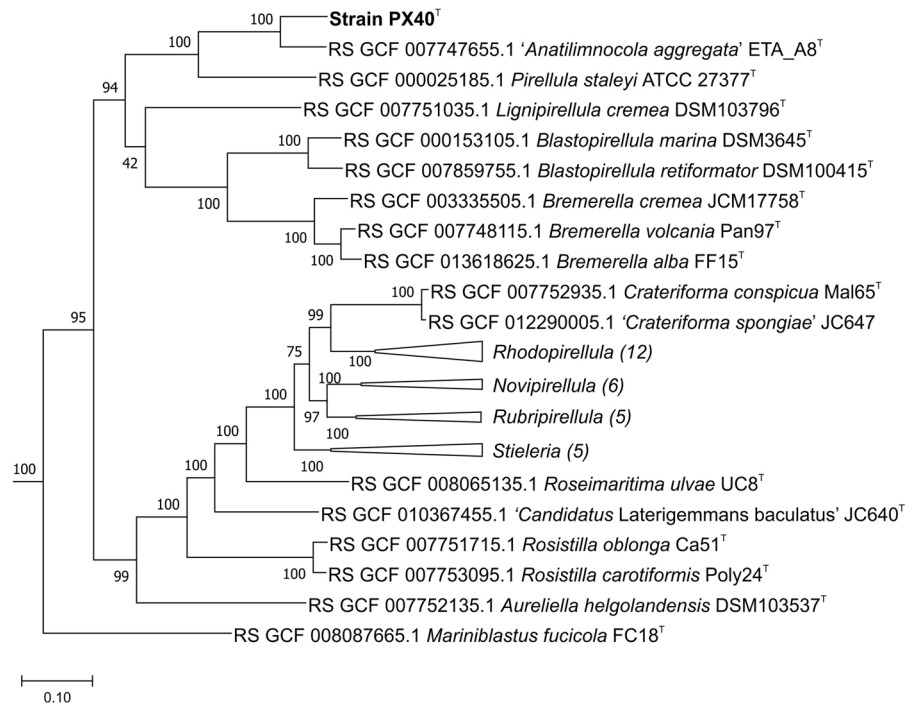 100
Strain PX40T
100
RS GCF 007747655.1 ‘Anatilimnocola aggregata’ ETA_A8T
RS GCF 000025185.1 Pirellula staleyi ATCC 27377T
94
RS GCF 007751035.1 Lignipirellula cremea DSM103796T
100
RS GCF 000153105.1 Blastopirellula marina DSM3645T
42
RS GCF 007859755.1 Blastopirellula retiformator DSM100415T
100
RS GCF 003335505.1 Bremerella cremea JCM17758T
RS GCF 007748115.1 Bremerella volcania Pan97T
100
100
RS GCF 013618625.1 Bremerella alba FF15T
100
RS GCF 007752935.1 Crateriforma conspicua Mal65T
95
99
RS GCF 012290005.1 ‘Crateriforma spongiae’ JC647
75
Rhodopirellula (12)
100
100
Novipirellula (6)
100
97
Rubripirellula (5)
100
100
Stieleria (5)
100
100
100
RS GCF 008065135.1 Roseimaritima ulvae UC8T
100
RS GCF 010367455.1 ‘Candidatus Laterigemmans baculatus’ JC640T
RS GCF 007751715.1 Rosistilla oblonga Ca51T
99
100
RS GCF 007753095.1 Rosistilla carotiformis Poly24T
RS GCF 007752135.1 Aureliella helgolandensis DSM103537T
RS GCF 008087665.1 Mariniblastus fucicola FC18T
0.10